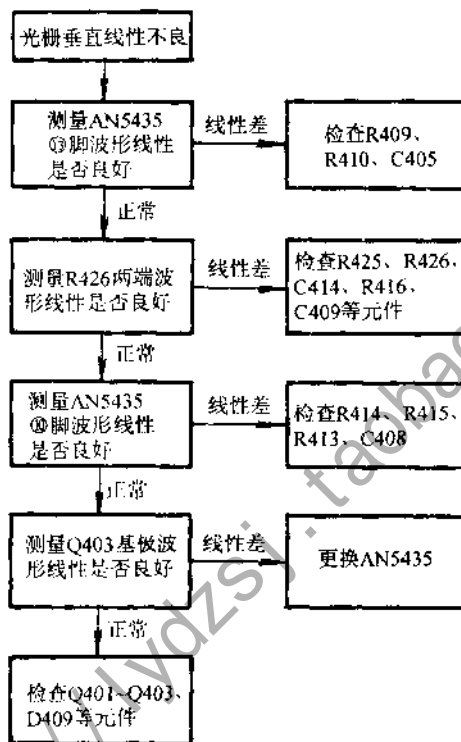 光栅垂直线性不良
测量AN5435
⑬脚波形线性
是否良好
线性差
检查R409、
R410、C405
正常
测量R426两端波
形线性是否良好
线性差
检查R425、R426、
C414、R416、
C409等元件
正常
测量AN5435
脚波形线性
是否良好
线性差
检查R414、R415、
R413、C408
正常
测量Q403基极波
形线性是否良好
线性差
更换AN5435
正常
检查Q401~Q403、
D409等元件
//lydzsj.taobao